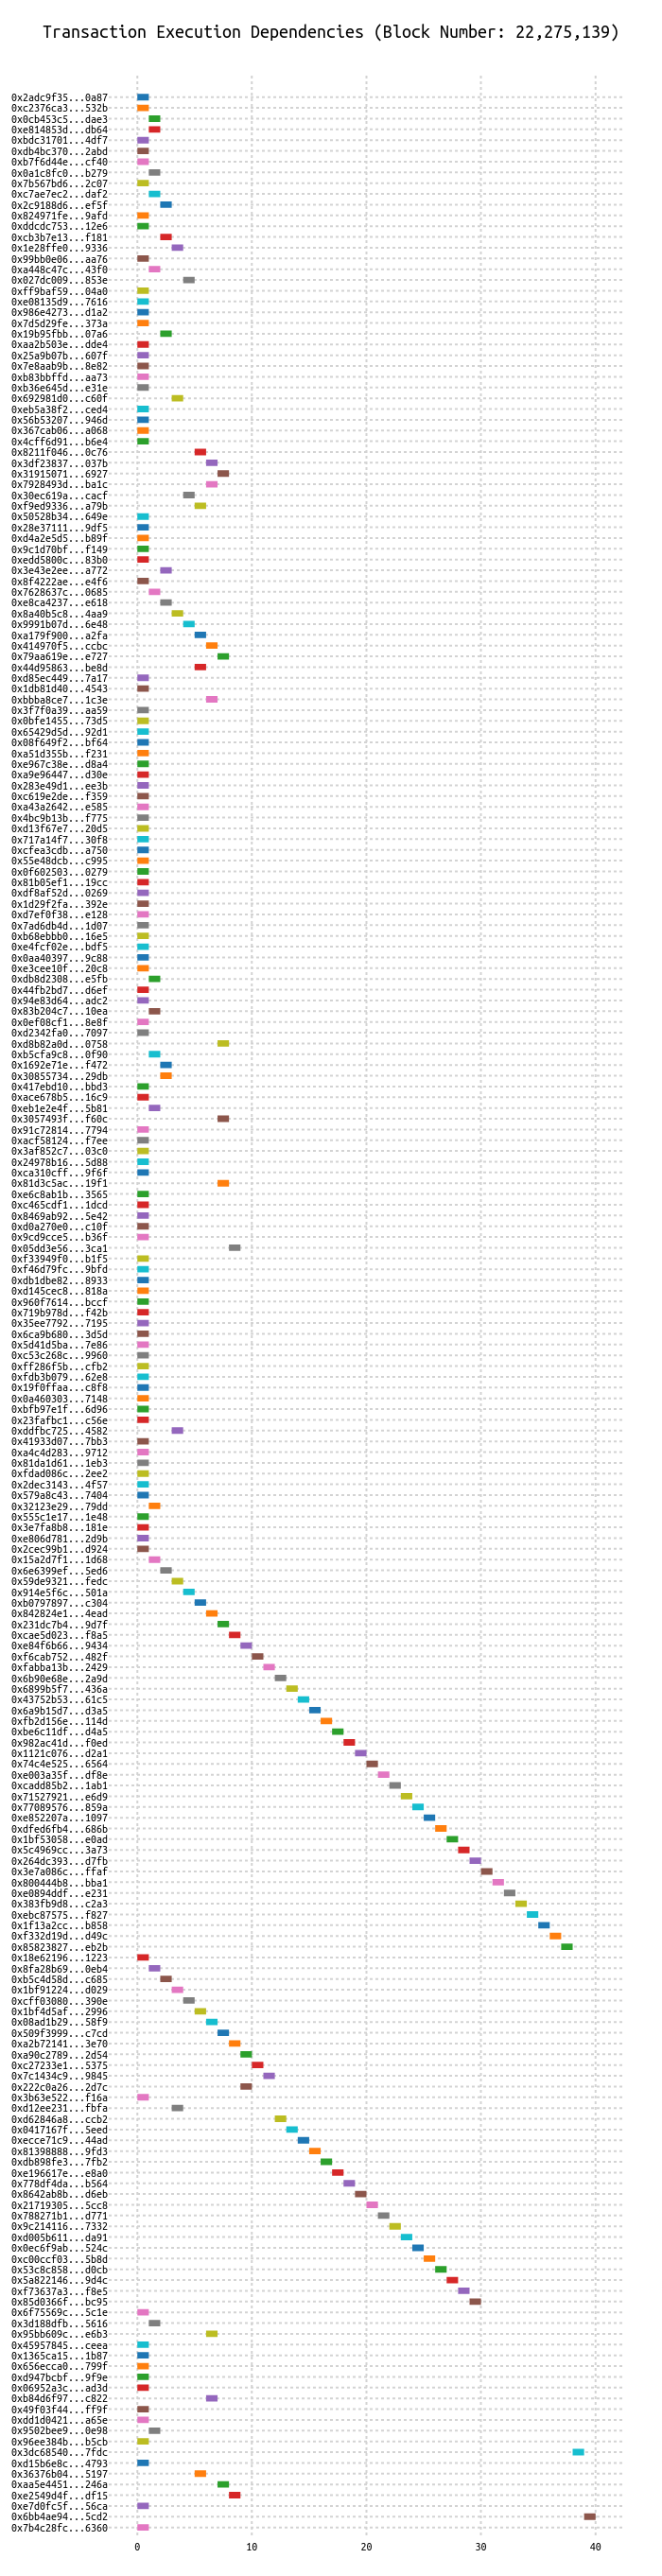 Transaction Execution Dependencies (Block Number: 22,275,139)
0x2adc9f35...0a87
0xc2376ca3...532b
0x0cb453c5...dae3
0xe814853d...db64
0xbdc31701...4df7
0xdb4bc370...2abd
0xb7f6d44e...cf40
0x0a1c8fc0...b279
0x7b567bd6...2c07
0xc7ae7ec2...daf2
0x2c9188d6...ef5f
0x824971fe...9afd
0xddcdc753...12e6
0xcb3b7e13...f181
0x1e28ffe0...9336
0x99bb0e06...aa76
0xa448c47c...43f0
0x027dc009...853e
0xff9baf59...04a0
0xe08135d9...7616
0x986e4273...d1a2
0x7d5d29fe...373a
0x19b95fbb...07a6
0xaa2b503e...dde4
0x25a9b07b...607f
0x7e8aab9b...8e82
0xb83bbffd...aa73
0xb36e645d...e31e
0x692981d0...c60f
0xeb5a38f2...ced4
0x56b53207...946d
0x367cab06...a068
0x4cff6d91...b6e4
0x8211f046...0c76
0x3df23837...037b
0x31915071...6927
0x7928493d...ba1c
0x30ec619a...cacf
0xf9ed9336...a79b
0x50528b34...649e
0x28e37111...9df5
0xd4a2e5d5...b89f
0x9c1d70bf...f149
0xedd5800c...83b0
0x3e43e2ee...a772
0x8f4222ae...e4f6
0x7628637c...0685
0xe8ca4237...e618
0x8a40b5c8...4aa9
0x9991b07d...6e48
0xa179f900...a2fa
0x414970f5...ccbc
0x79aa619e...e727
0x44d95863...be8d
0xd85ec449...7a17
0x1db81d40...4543
0xbbba8ce7...1c3e
0x3f7f0a39...aa59
0x0bfe1455...73d5
0x65429d5d...92d1
0x08f649f2...bf64
0xa51d355b...f231
0xe967c38e...d8a4
0xa9e96447...d30e
0x283e49d1...ee3b
0xc619e2de...f359
0xa43a2642...e585
0x4bc9b13b...f775
0xd13f67e7...20d5
0x717a14f7...30f8
0xcfea3cdb...a750
0x55e48dcb...c995
0x0f602503...0279
0x81b05ef1...19cc
0xdf8af52d...0269
0x1d29f2fa...392e
0xd7ef0f38...e128
0x7ad6db4d...1d07
0xb68ebbb0...16e5
0xe4fcf02e...bdf5
0x0aa40397...9c88
0xe3cee10f...20c8
0xdb8d2308...e5fb
0x44fb2bd7...d6ef
0x94e83d64...adc2
0x83b204c7...10ea
0x0ef08cf1...8e8f
0xd2342fa0...7097
0xd8b82a0d...0758
0xb5cfa9c8...0f90
0x1692e71e...f472
0x30855734...29db
0x417ebd10...bbd3
0xace678b5...16c9
0xeb1e2e4f...5b81
0x3057493f...f60c
0x91c72814...7794
0xacf58124...f7ee
0x3af852c7...03c0
0x24978b16...5d88
0xca310cff...9f6f
0x81d3c5ac...19f1
0xe6c8ab1b...3565
0xc465cdf1...1dcd
0x8469ab92...5e42
0xd0a270e0...c10f
0x9cd9cce5...b36f
0x05dd3e56...3ca1
0xf33949f0...b1f5
0xf46d79fc...9bfd
0xdb1dbe82...8933
0xd145cec8...818a
0x960f7614...bccf
0x719b978d...f42b
0x35ee7792...7195
0x6ca9b680...3d5d
0x5d41d5ba...7e86
0xc53c268c...9960
0xff286f5b...cfb2
0xfdb3b079...62e8
0x19f0ffaa...c8f8
0x0a460303...7148
0xbfb97e1f...6d96
0x23fafbc1...c56e
0xddfbc725...4582
0x41933d07...7bb3
0xa4c4d283...9712
0x81da1d61...1eb3
0xfdad086c...2ee2
0x2dec3143...4f57
0x579a8c43...7404
0x32123e29...79dd
0x555c1e17...1e48
0x3e7fa8b8...181e
0xe806d781...2d9b
0x2cec99b1...d924
0x15a2d7f1...1d68
0x6e6399ef...5ed6
0x59de9321...fedc
0x914e5f6c...501a
0xb0797897...c304
0x842824e1...4ead
0x231dc7b4...9d7f
0xcae5d023...f8a5
0xe84f6b66...9434
0xf6cab752...482f
0xfabba13b...2429
0x6b90e68e...2a9d
0x6899b5f7...436a
0x43752b53...61c5
0x6a9b15d7...d3a5
0xfb2d156e...114d
0xbe6c11df...d4a5
0x982ac41d...f0ed
0x1121c076...d2a1
0x74c4e525...6564
0xe003a35f...df8e
0xcadd85b2...1ab1
0x71527921...e6d9
0x77089576...859a
0xe852207a...1097
0xdfed6fb4...686b
0x1bf53058...e0ad
0x5c4969cc...3a73
0x264dc393...d7fb
0x3e7a086c...ffaf
0x800444b8...bba1
0xe0894ddf...e231
0x383fb9d8...c2a3
0xebc87575...f827
0x1f13a2cc...b858
0xf332d19d...d49c
0x85823827...eb2b
0x18e62196...1223
0x8fa28b69...0eb4
0xb5c4d58d...c685
0x1bf91224...d029
0xcff03080...390e
0x1bf4d5af...2996
0x08ad1b29...58f9
0x509f3999...c7cd
0xa2b72141...3e70
0xa90c2789...2d54
0xc27233e1...5375
0x7c1434c9...9845
0x222c0a26...2d7c
0x3b63e522...f16a
0xd12ee231...fbfa
0xd62846a8...ccb2
0x0417167f...5eed
0xecce71c9...44ad
0x81398888...9fd3
0xdb898fe3...7fb2
0xe196617e...e8a0
0x778df4da...b564
0x8642ab8b...d6eb
0x21719305...5cc8
0x788271b1...d771
0x9c214116...7332
0xd005b611...da91
0x0ec6f9ab...524c
0xc00ccf03...5b8d
0x53c8c858...d0cb
0x5a822146...9d4c
0xf73637a3...f8e5
0x85d0366f...bc95
0x6f75569c...5c1e
0x3d188dfb...5616
0x95bb609c...e6b3
0x45957845...ceea
0x1365ca15...1b87
0x656ecca0...799f
0xd947bcbf...9f9e
0x06952a3c...ad3d
0xb84d6f97...c822
0x49f03f44...ff9f
0xdd1d0421...a65e
0x9502bee9...0e98
0x96ee384b...b5cb
0x3dc68540...7fdc
0xd15b6e8c...4793
0x36376b04...5197
0xaa5e4451...246a
0xe2549d4f...df15
0xe7d0fc5f...56ca
0x6bb4ae94...5cd2
0x7b4c28fc...6360
0 10 20 30 40